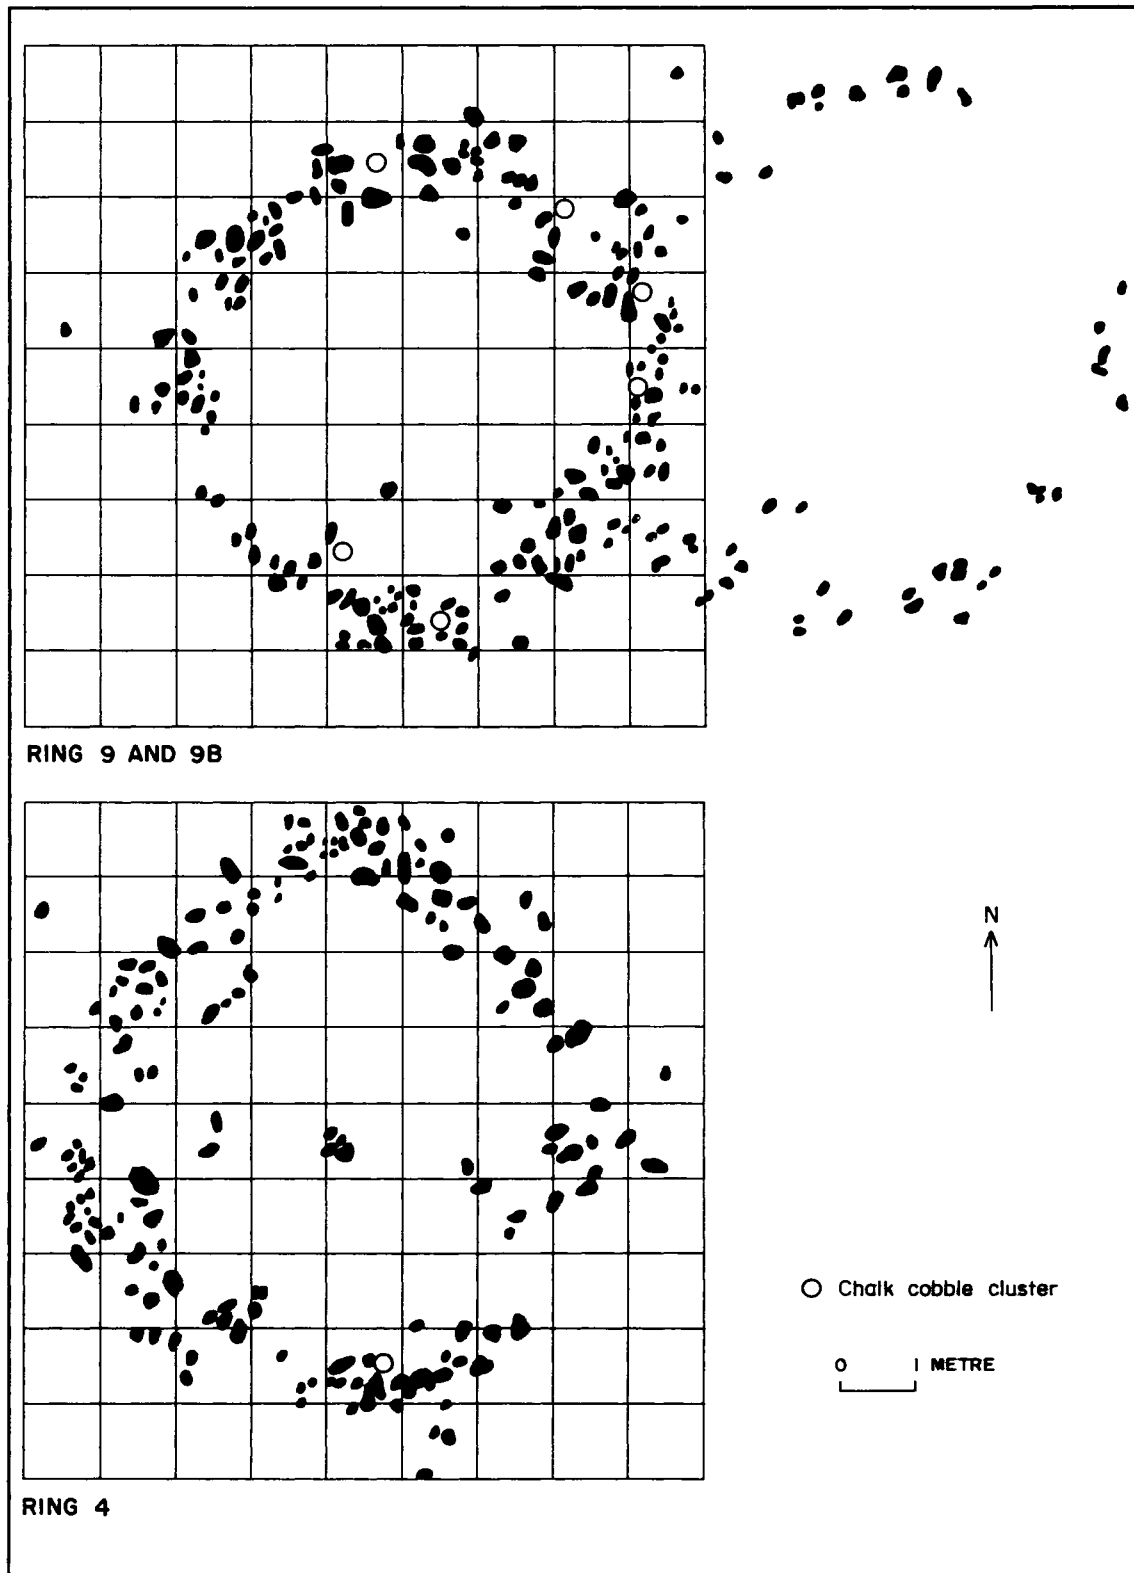 RING 9 AND 9B
N
Chalk cobble cluster
0 1 METRE
RING 4